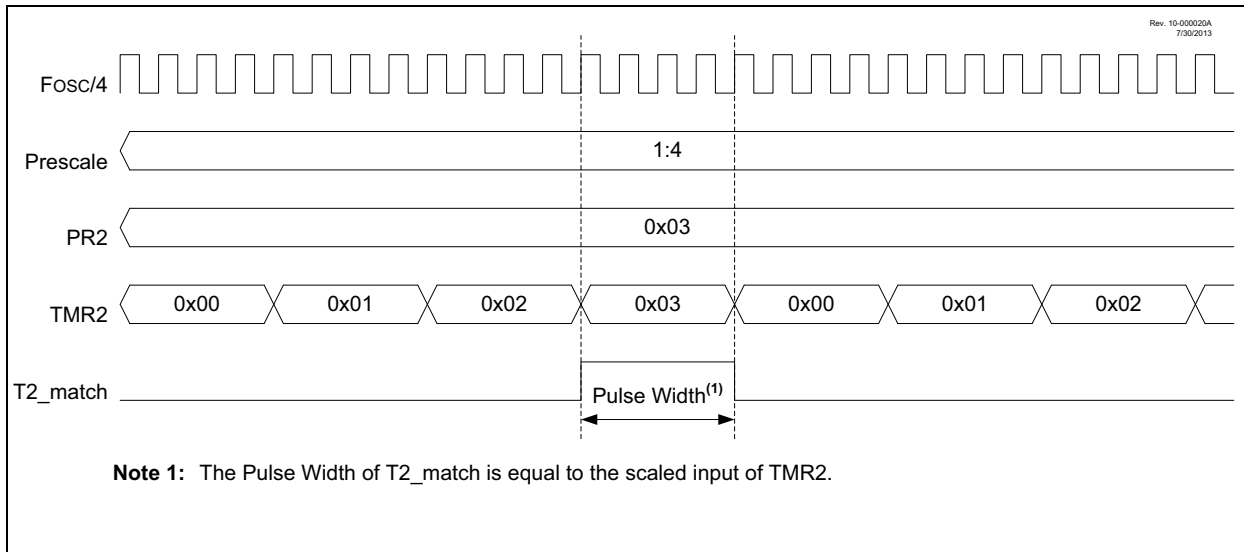 Rev. 10-000020A
7/30/2013
FOSC/4
Prescale
1:4
PR2
0x03
TMR2
0x00
0x01
0x02
0x03
0x00
0x01
0x02
T2_match
Pulse Width(1)
Note 1: The Pulse Width of T2_match is equal to the scaled input of TMR2.